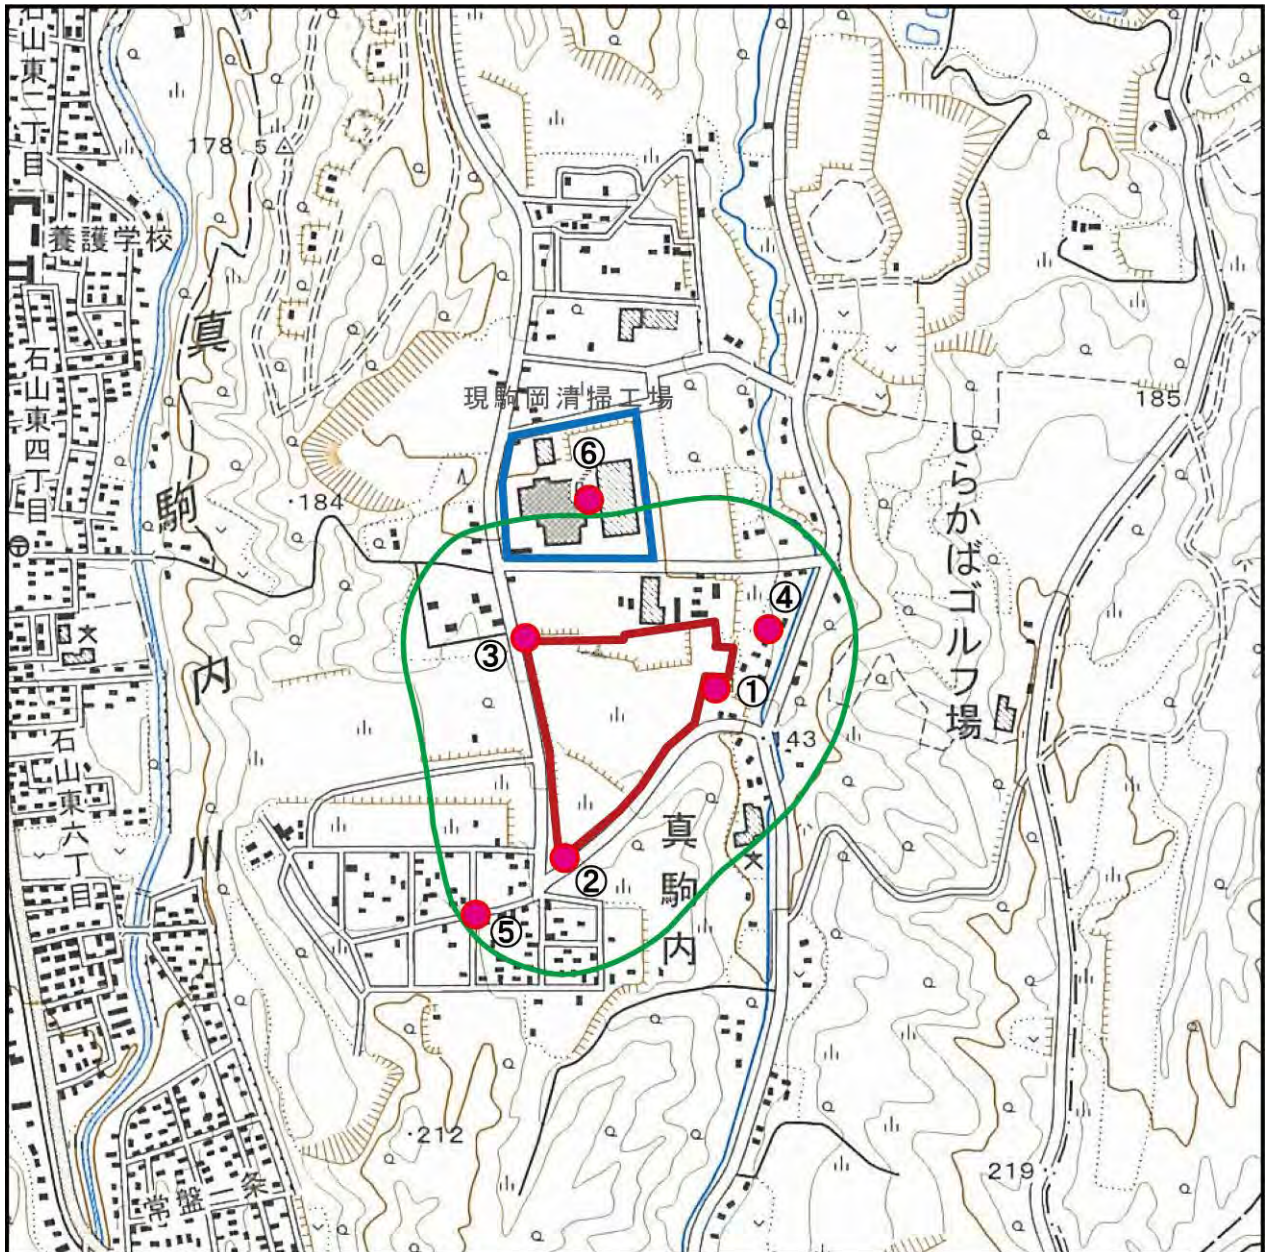 石山東二丁目
178.5
養護学校
石山東四丁目
真駒内川
現駒岡清掃工場
185
⑥
184
しらかばゴルフ場
④
③
①
43
石山東六丁目
真駒内
②
⑤
212
219
常盤一条